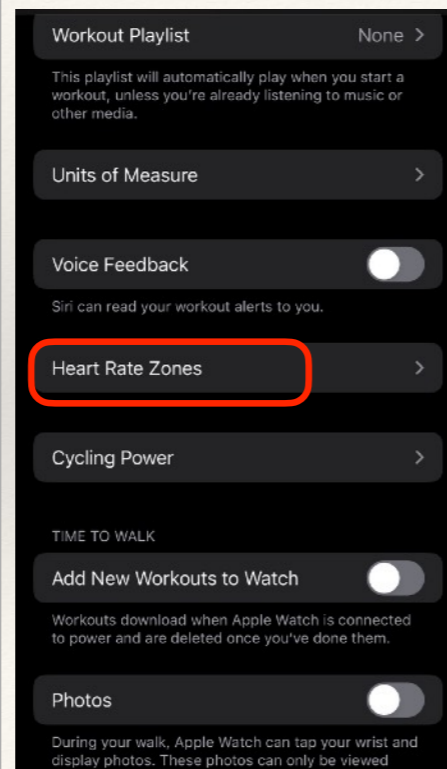 Workout Playlist None >
This playlist will automatically play when you start a
workout, unless you're already listening to music or
other media.
Units of Measure >
Voice Feedback
Siri can read your workout alerts to you.
Heart Rate Zones >
Cycling Power >
TIME TO WALK
Add New Workouts to Watch
Workouts download when Apple Watch is connected
to power and are deleted once you've done them.
Photos
During your walk, Apple Watch can tap your wrist and
display photos. These photos can only be viewed